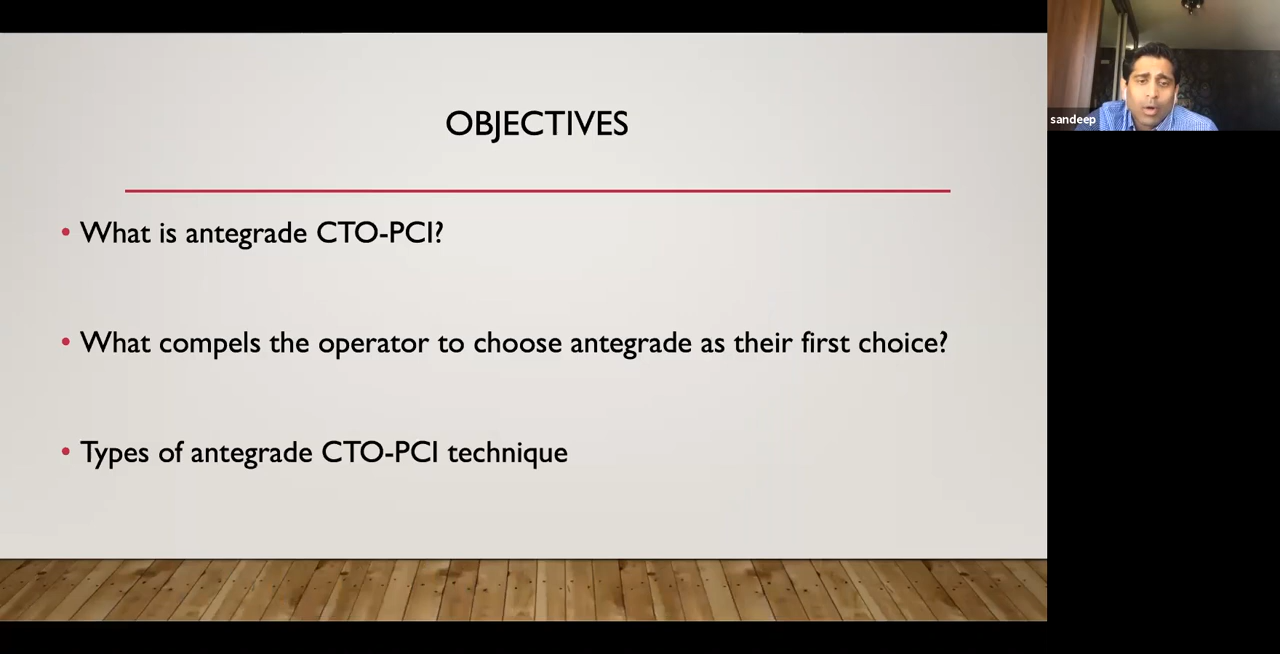 OBJECTIVES
sandeep
• What is antegrade CTO-PCI?
• What compels the operator to choose antegrade as their first choice?
• Types of antegrade CTO-PCI technique